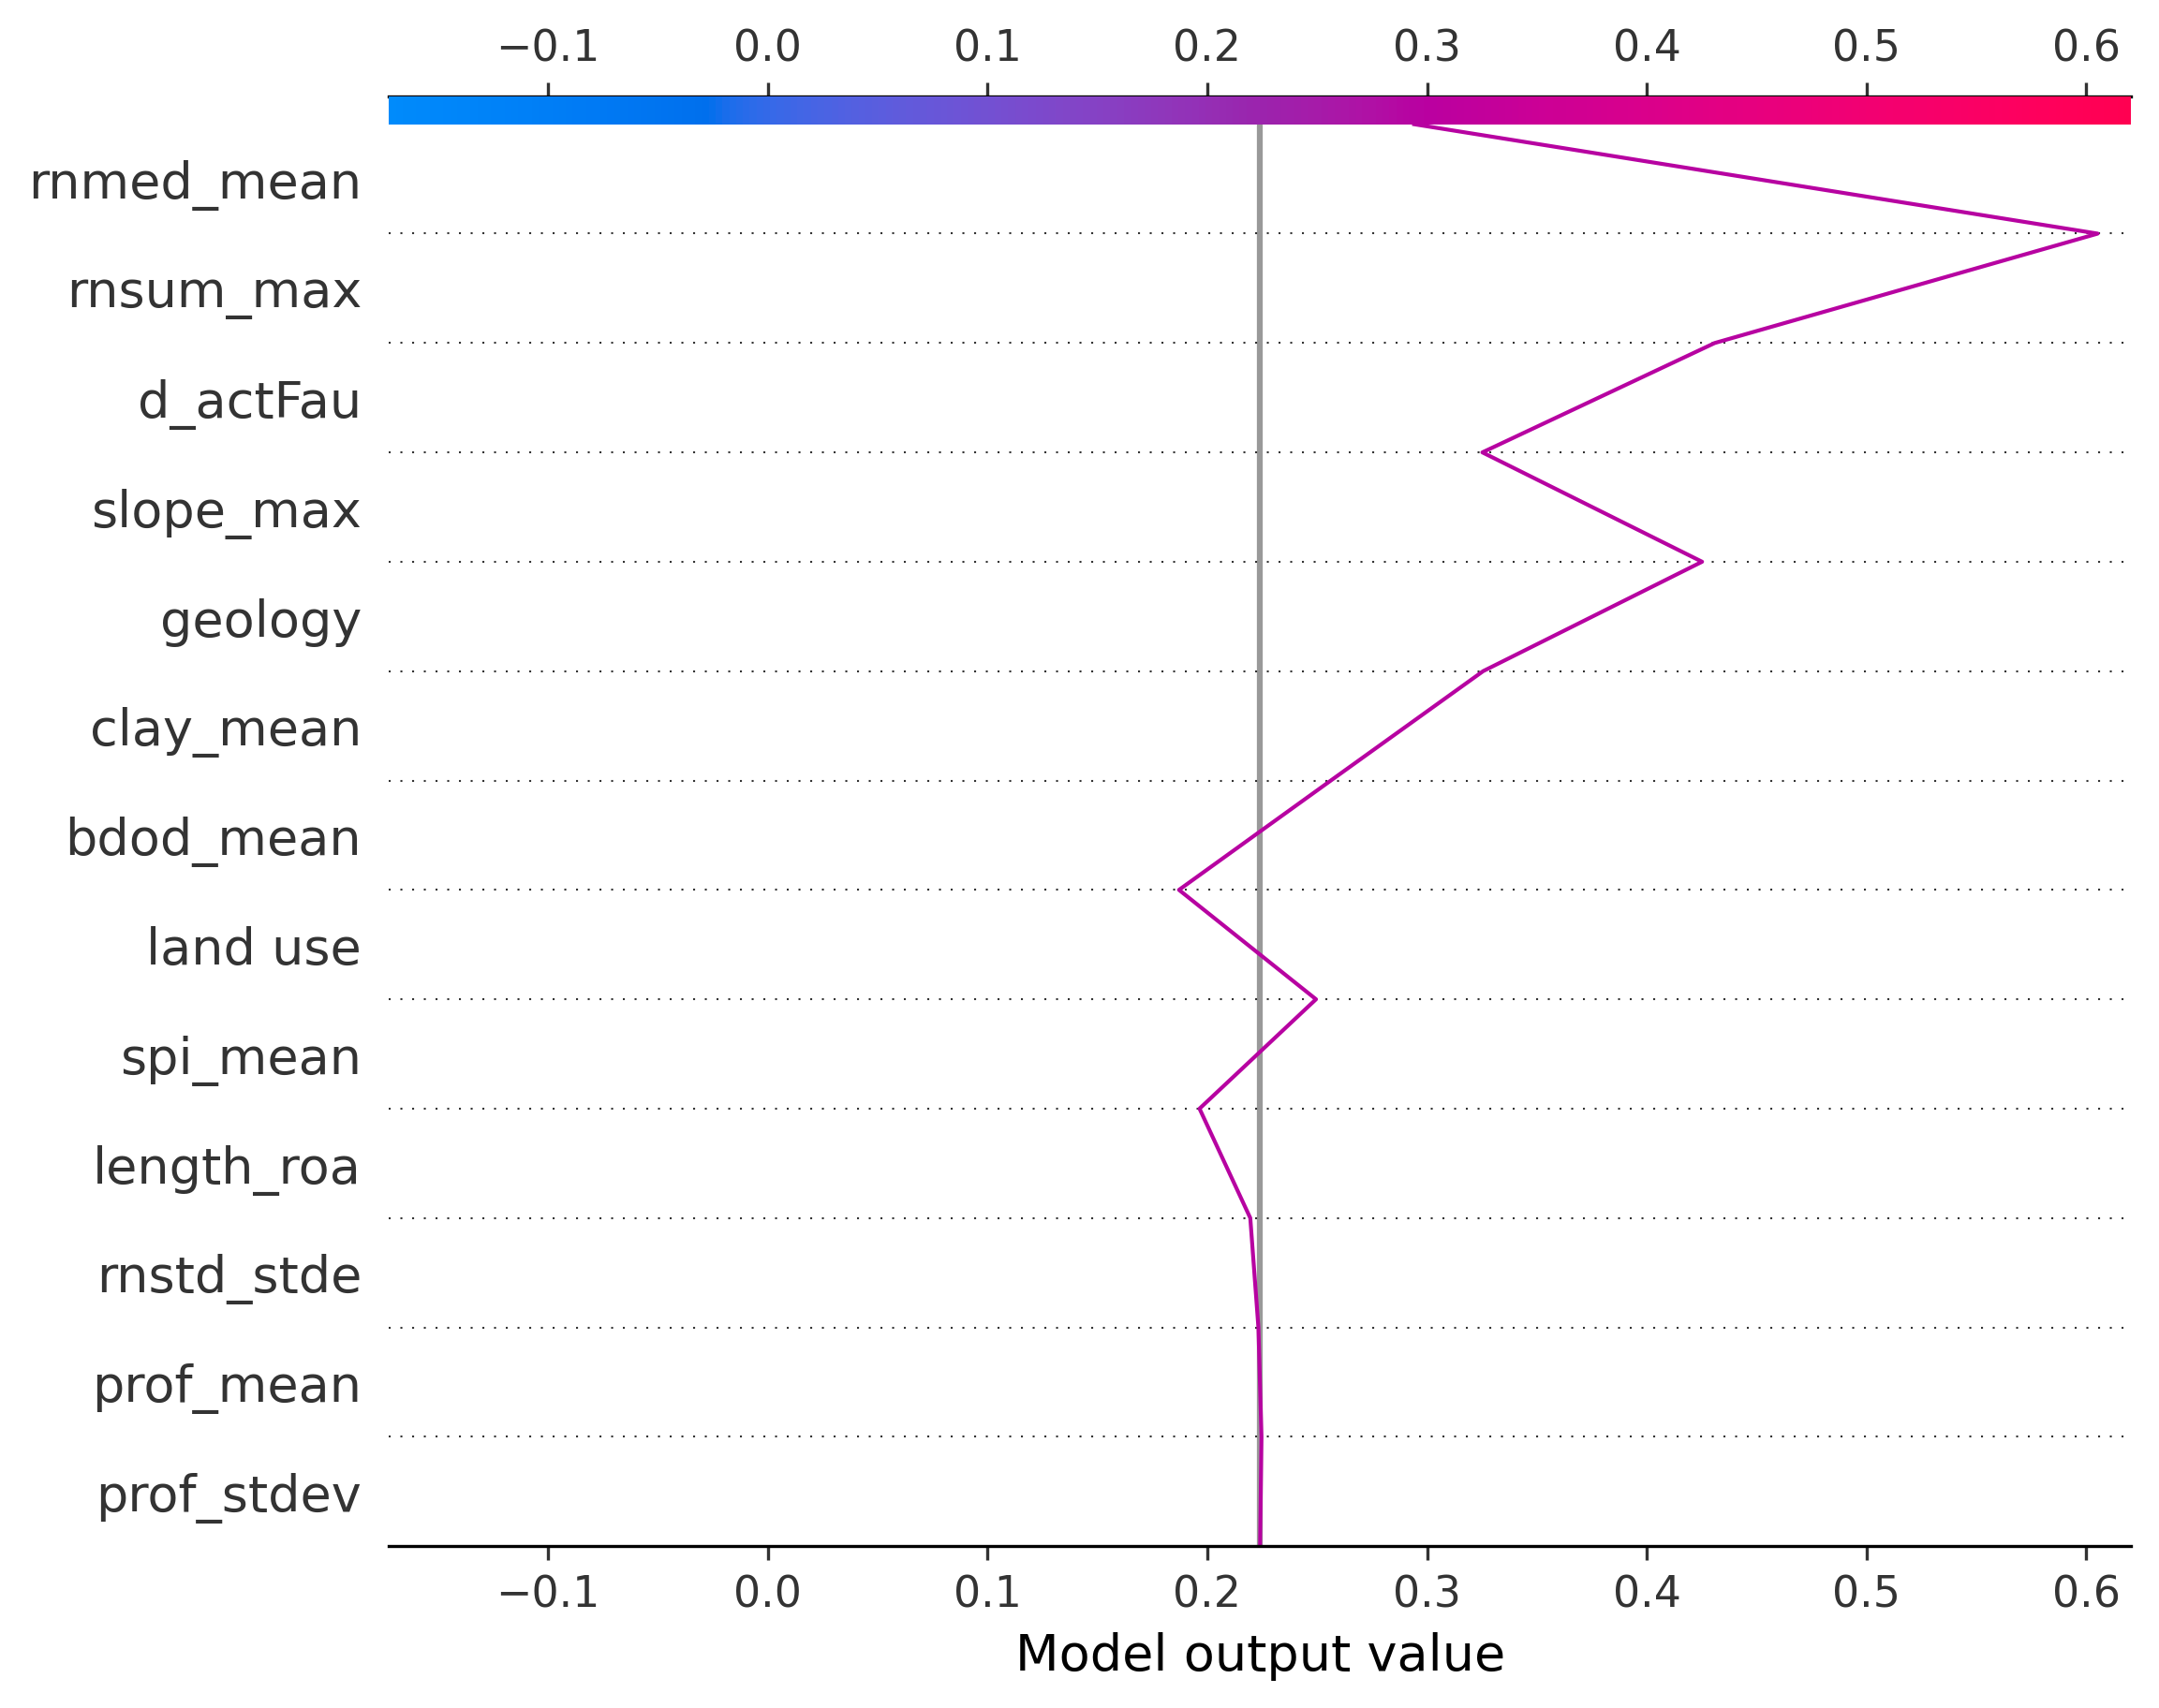 −0.1 0.0 0.1 0.2 0.3 0.4 0.5 0.6
rnmed_mean
rnsum_max
d_actFau
slope_max
geology
clay_mean
bdod_mean
land use
spi_mean
length_roa
rnstd_stde
prof_mean
prof_stdev
−0.1 0.0 0.1 0.2 0.3 0.4 0.5 0.6
Model output value